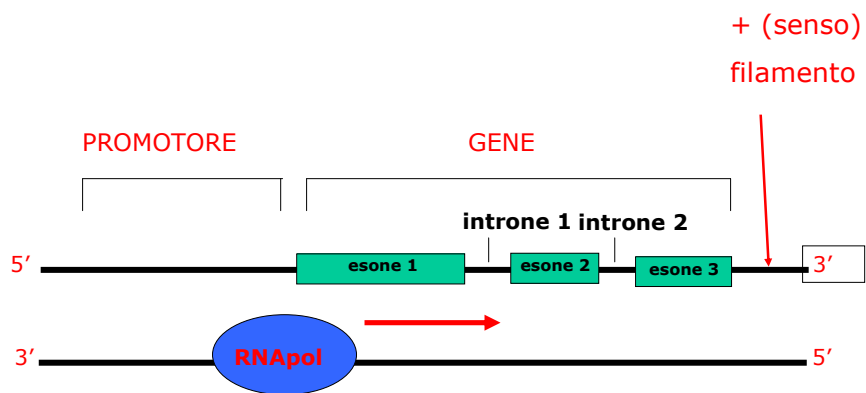 + (senso)
filamento
PROMOTORE
GENE
introne 1 introne 2
5’
esone 1
esone 2
esone 3
3’
RNApol
3’
5’